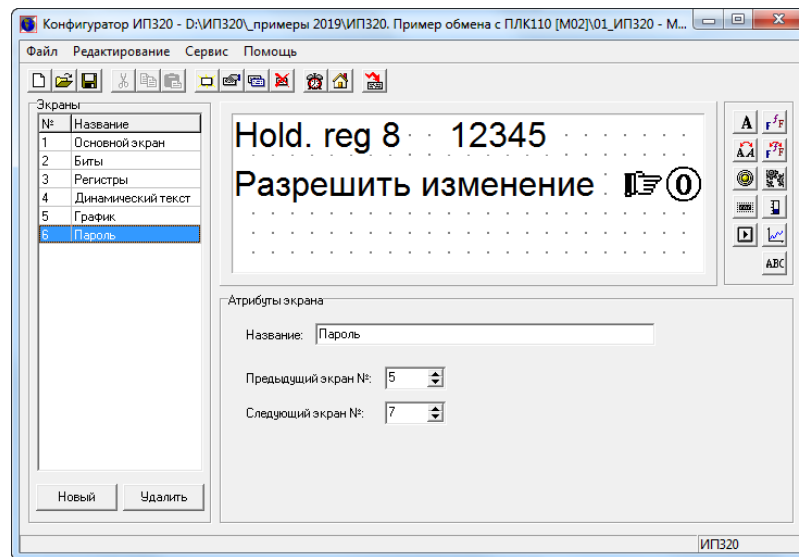 Конфигуратор ИП320 - D:\ИП320\_примеры 2019\ИП320. Пример обмена с ПЛК110 [M02]\01_ИП320 - M...
Файл Редактирование Сервис Помощь
Экраны
№ Название
1 Основной экран
2 Биты
3 Регистры
4 Динамический текст
5 График
6 Пароль
Новый Удалить
Hold. reg 8 12345
Разрешить изменение 0
A F F F
A A F ?? F
ABC
Атрибуты экрана
Название: Пароль
Предыдущий экран №: 5
Следующий экран №: 7
ИП320